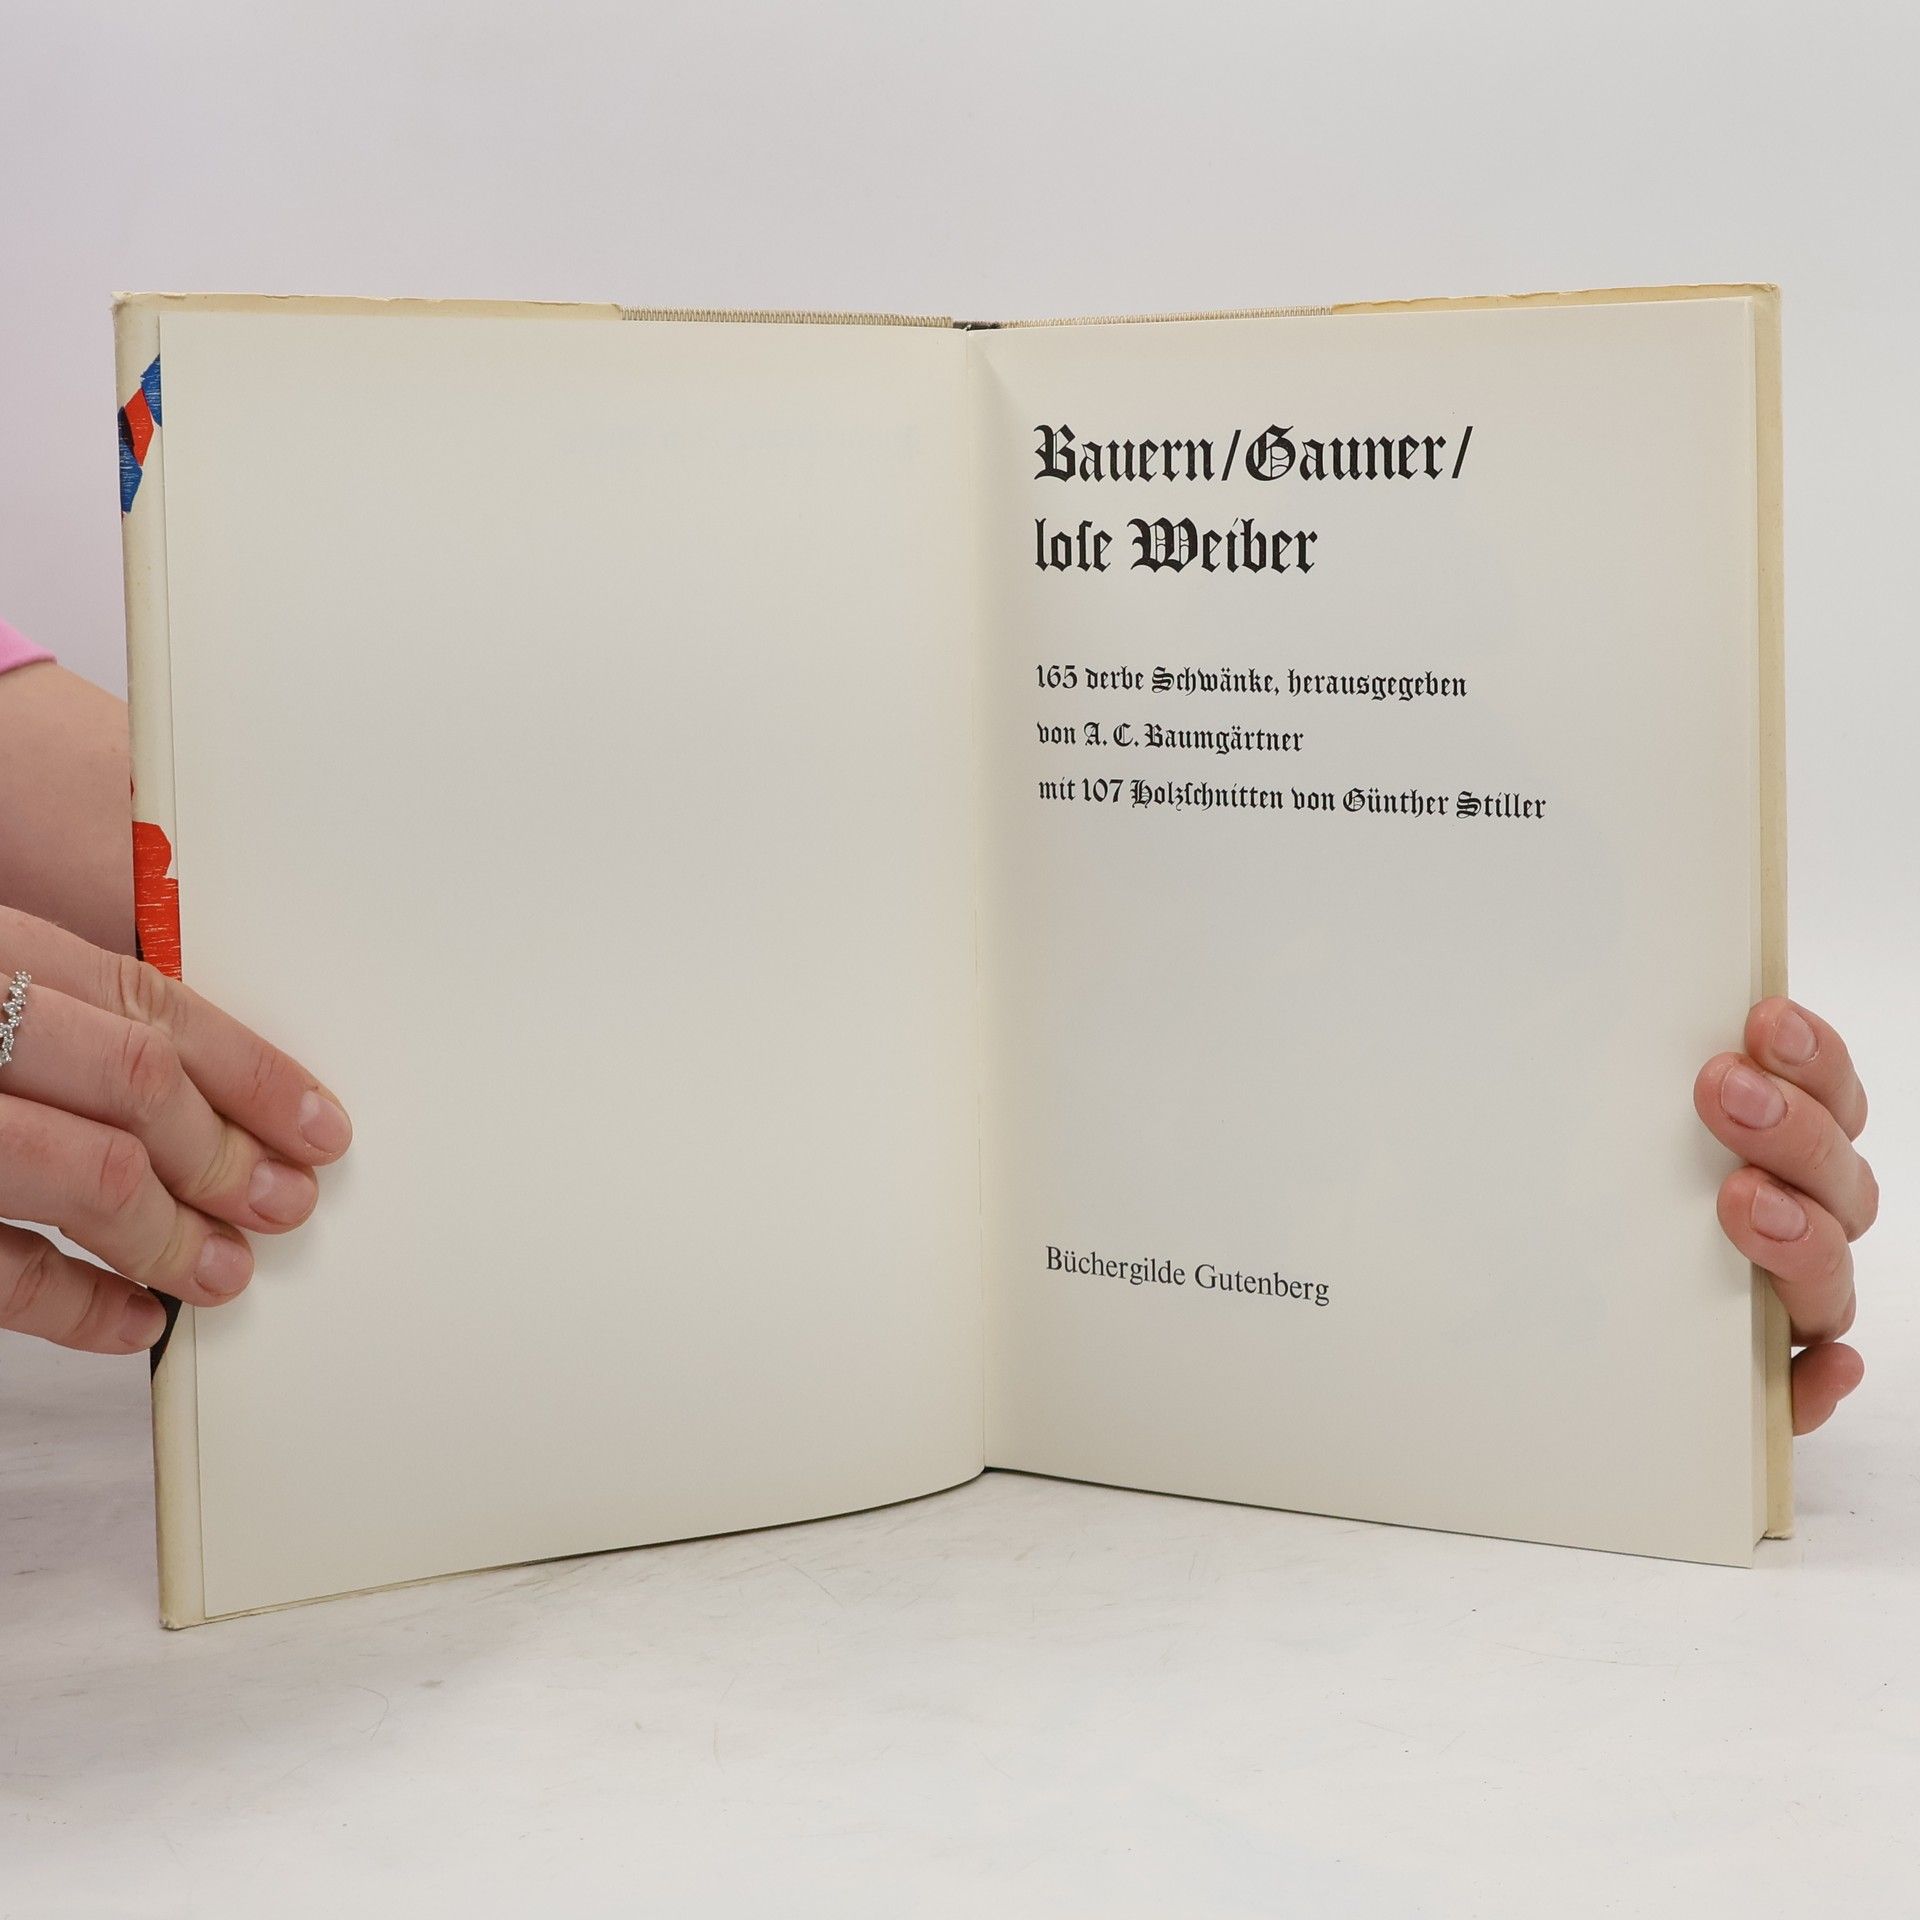 Bauern/Gauner/
loſe Weiber
165 derbe Schwänke, herausgegeben
von A. C. Baumgärtner
mit 107 Holzſchnitten von Günther Stiller
Büchergilde Gutenberg